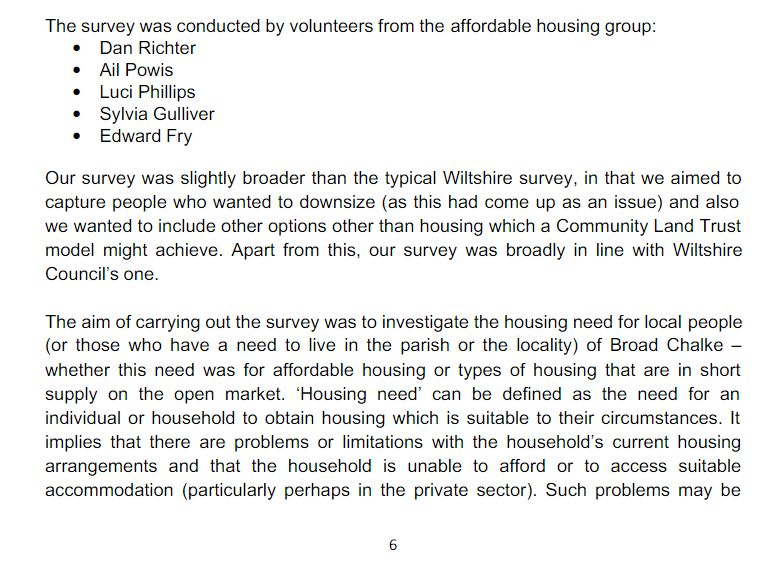 The survey was conducted by volunteers from the affordable housing group:
• Dan Richter
• Ail Powis
• Luci Phillips
• Sylvia Gulliver
• Edward Fry
Our survey was slightly broader than the typical Wiltshire survey, in that we aimed to
capture people who wanted to downsize (as this had come up as an issue) and also
we wanted to include other options other than housing which a Community Land Trust
model might achieve. Apart from this, our survey was broadly in line with Wiltshire
Council’s one.
The aim of carrying out the survey was to investigate the housing need for local people
(or those who have a need to live in the parish or the locality) of Broad Chalke –
whether this need was for affordable housing or types of housing that are in short
supply on the open market. ‘Housing need’ can be defined as the need for an
individual or household to obtain housing which is suitable to their circumstances. It
implies that there are problems or limitations with the household’s current housing
arrangements and that the household is unable to afford or to access suitable
accommodation (particularly perhaps in the private sector). Such problems may be
6